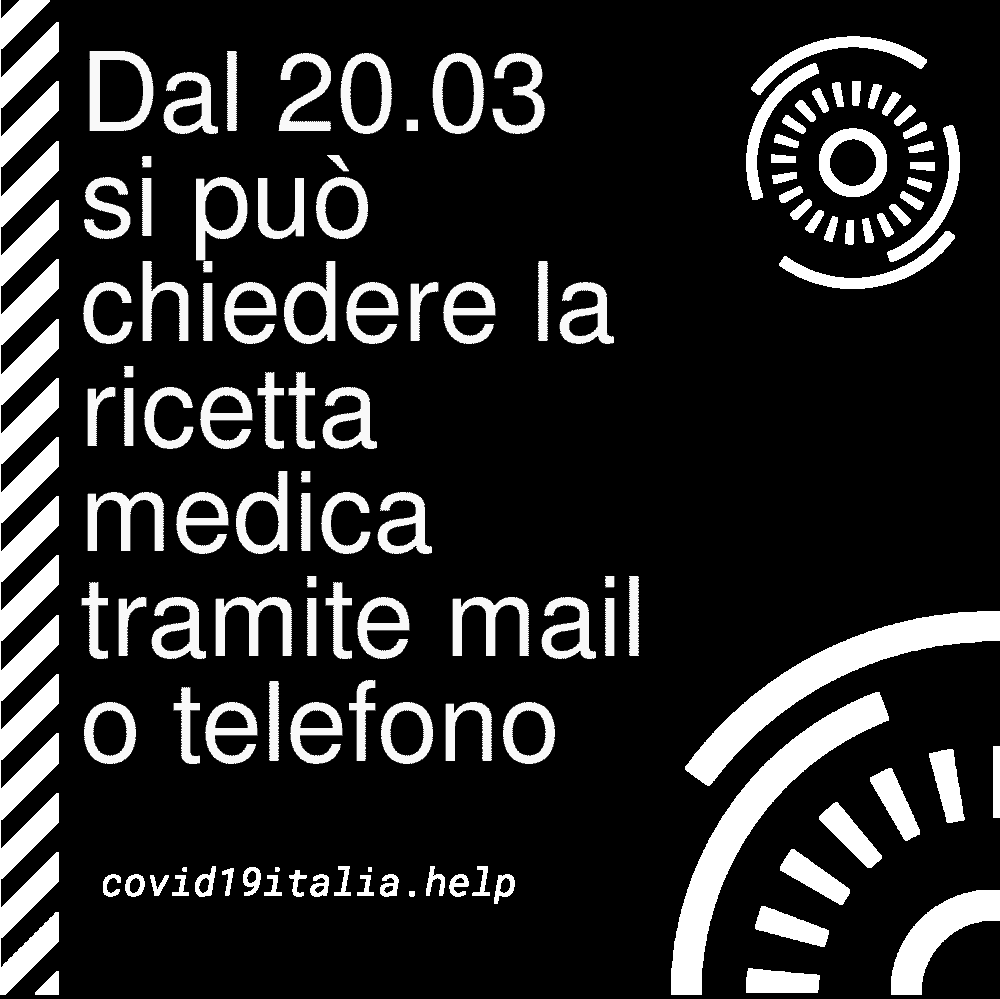 Dal 20.03
si può
chiedere la
ricetta
medica
tramite mail
o telefono
covid19italia.help